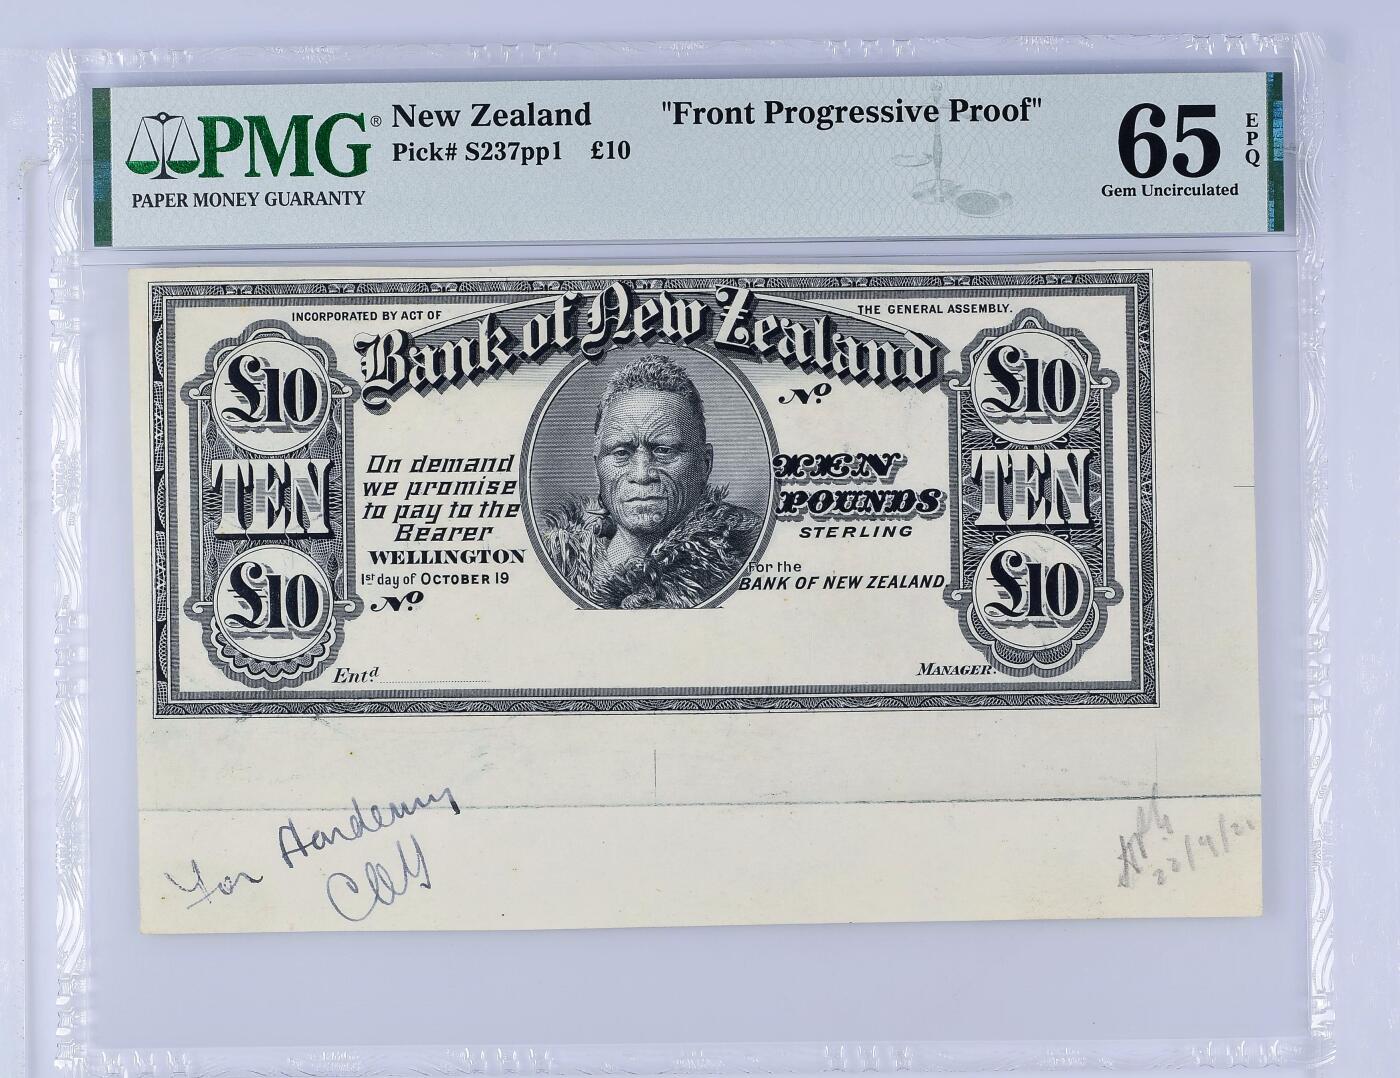 PMG®
PAPER MONEY GUARANTY
New Zealand "Front Progressive Proof"
Pick# S237pp1 £10
65 EPQ
Gem Uncirculated
INCORPORATED BY ACT OF THE GENERAL ASSEMBLY.
Bank of New Zealand
£10
TEN
£10
£10
TEN
£10
No
On demand
we promise
to pay to the
Bearer
WELLINGTON
1st day of OCTOBER 19
No
TEN
POUNDS
STERLING
For the
BANK OF NEW ZEALAND
Entd
MANAGER.
For Hardening